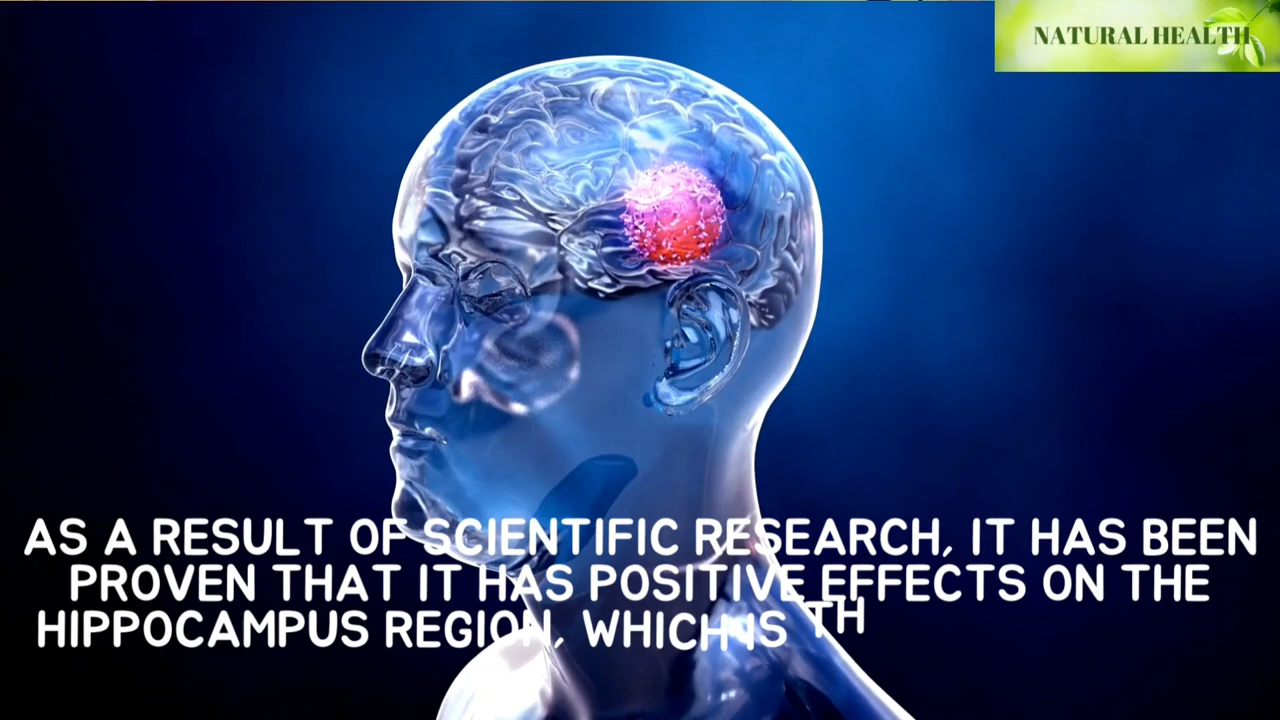 NATURAL HEALTH
AS A RESULT OF SCIENTIFIC RESEARCH, IT HAS BEEN
PROVEN THAT IT HAS POSITIVE EFFECTS ON THE
HIPPOCAMPUS REGION, WHICH IS TH